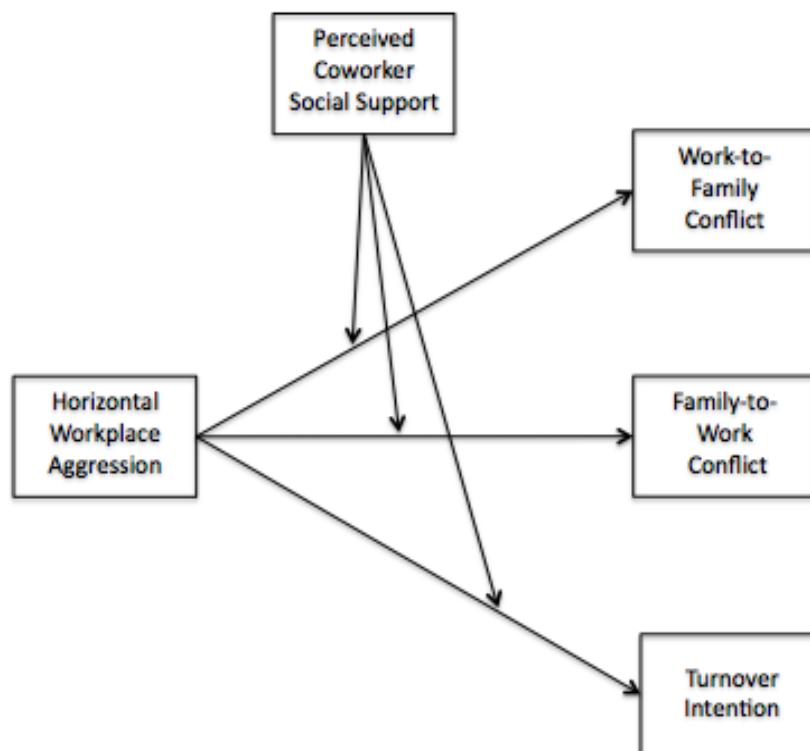 Perceived
Coworker
Social Support
Work-to-
Family
Conflict
Horizontal
Workplace
Aggression
Family-to-
Work
Conflict
Turnover
Intention